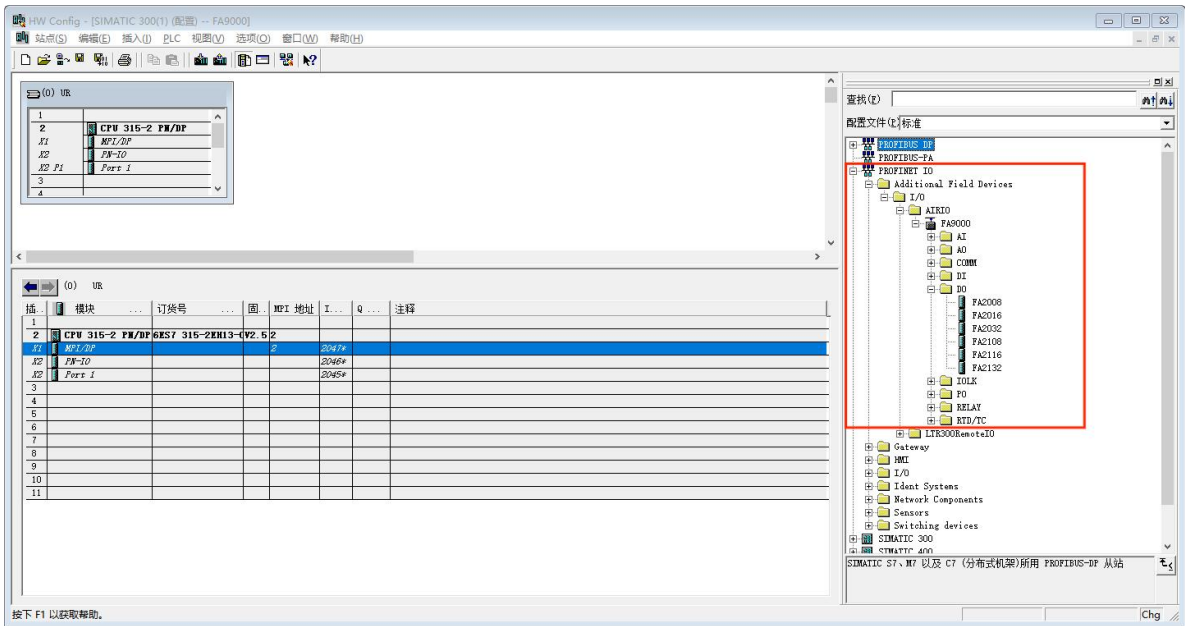 HW Config - [SIMATIC 300(1) (配置) -- FA9000]
站点(S) 编辑(E) 插入(I) PLC 视图(V) 选项(O) 窗口(W) 帮助(H)
(0) UR
1
2 CPU 315-2 PN/DP
X1 MPI/DP
X2 PN-IO
X2 P1 Port 1
3
4
(0) UR
插.. 模块 ... 订货号 ... 固.. MPI 地址 I... Q ... 注释
1
2 CPU 315-2 PN/DP 6ES7 315-2EH13-0 V2.5 2
X1 MPI/DP 2 2047*
X2 PN-IO 2046*
X2 Port 1 2045*
3
4
5
6
7
8
9
10
11
查找(F)
配置文件(P) 标准
PROFIBUS DP
PROFIBUS-PA
PROFINET IO
Additional Field Devices
I/O
AIRIO
FA9000
AI
AO
COMM
DI
DO
FA2008
FA2016
FA2032
FA2108
FA2116
FA2132
IOLK
PO
RELAY
RTD/TC
LTR300RemoteIO
Gateway
HMI
I/O
Ident Systems
Network Components
Sensors
Switching devices
SIMATIC 300
SIMATIC 400
SIMATIC S7、M7 以及 C7 (分布式机架)所用 PROFIBUS-DP 从站
按下 F1 以获取帮助。
Chg